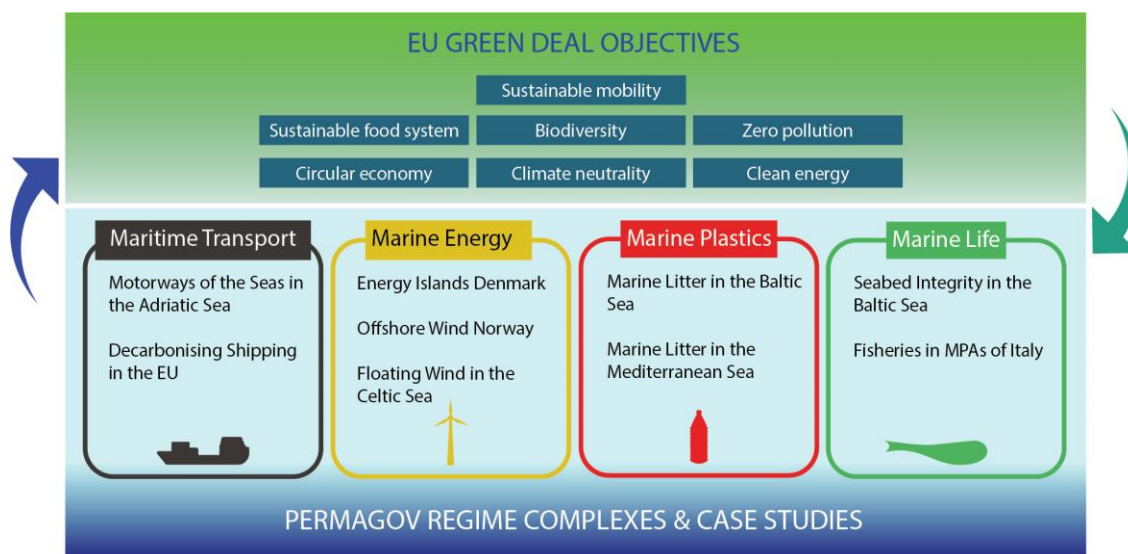 EU GREEN DEAL OBJECTIVES
Sustainable mobility
Sustainable food system
Biodiversity
Zero pollution
Circular economy
Climate neutrality
Clean energy
Maritime Transport
Motorways of the Seas in
the Adriatic Sea
Decarbonising Shipping
in the EU
Marine Energy
Energy Islands Denmark
Offshore Wind Norway
Floating Wind in the
Celtic Sea
Marine Plastics
Marine Litter in the Baltic
Sea
Marine Litter in the
Mediterranean Sea
Marine Life
Seabed Integrity in the
Baltic Sea
Fisheries in MPAs of Italy
PERMAGOV REGIME COMPLEXES & CASE STUDIES